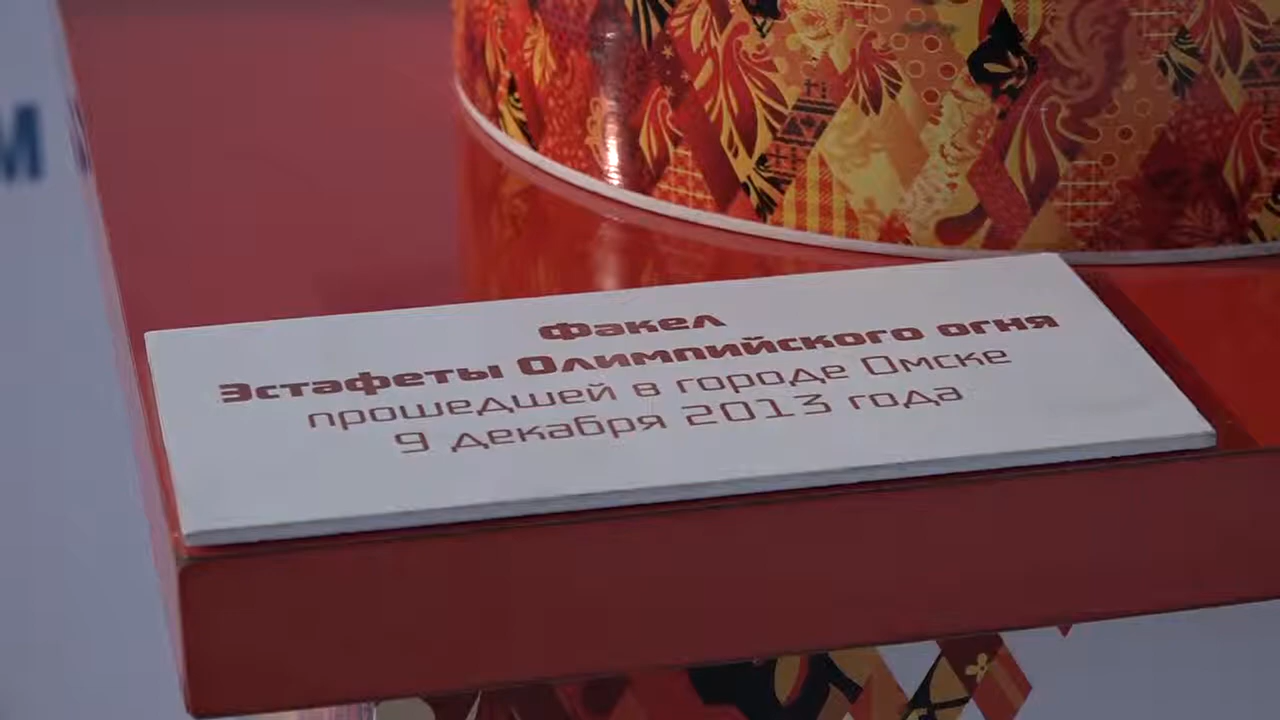 М
Факел
Эстафеты Олимпийского огня
прошедшей в городе Омске
9 декабря 2013 года